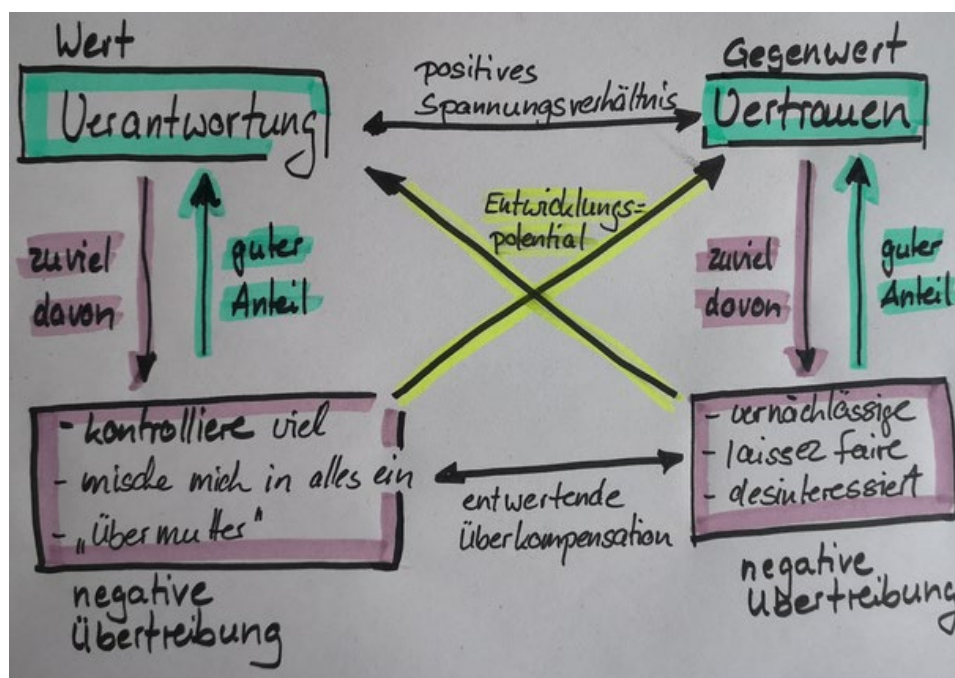 Wert
Verantwortung
positives
Spannungsverhältnis
Gegenwert
Vertrauen
zuviel
davon
guter
Anteil
Entwicklungs=
potential
zuviel
davon
guter
Anteil
- kontrolliere viel
- mische mich in alles ein
- „Übermutter“
negative
Übertreibung
entwertende
Überkompensation
- vernachlässige
- laissez faire
- desinteressiert
negative
Übertreibung